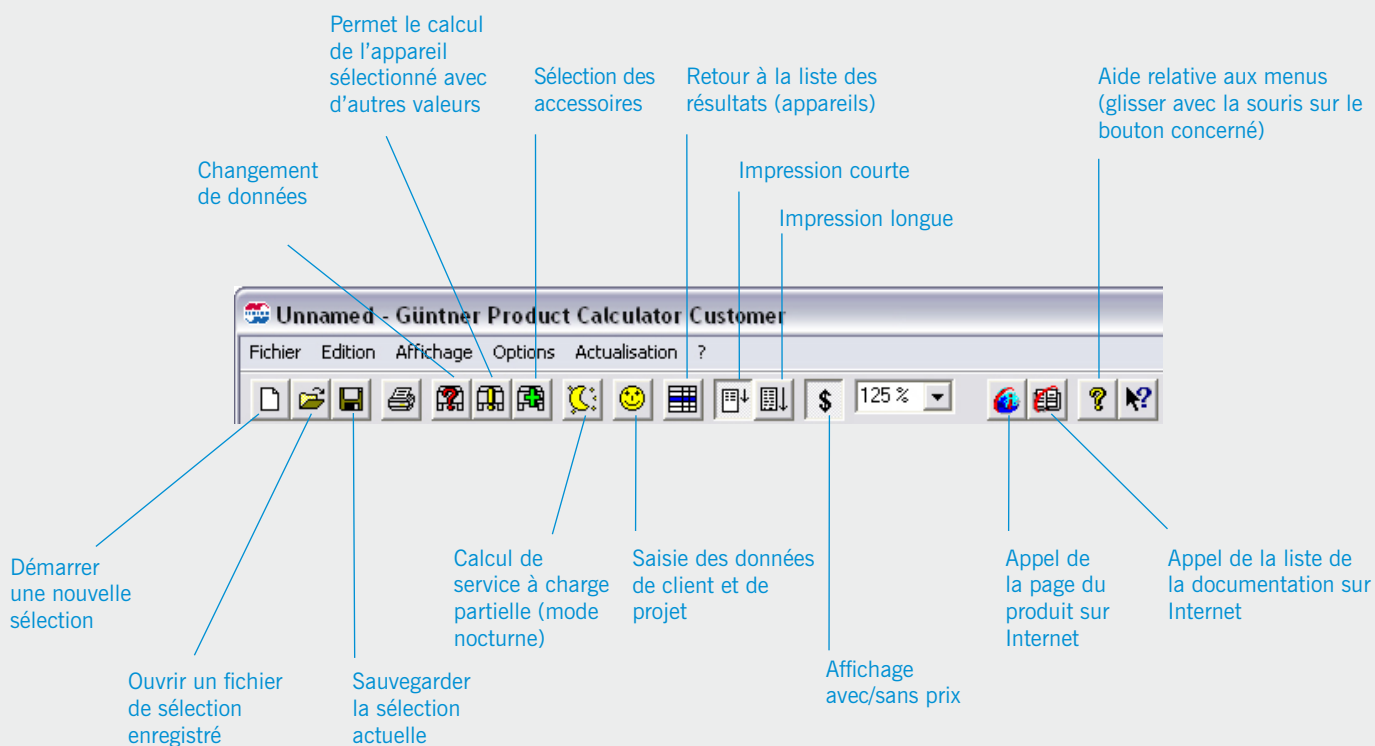 Permet le calcul
de l’appareil
sélectionné avec
d’autres valeurs
Sélection des
accessoires
Retour à la liste des
résultats (appareils)
Aide relative aux menus
(glisser avec la souris sur le
bouton concerné)
Changement
de données
Impression courte
Impression longue
Unnamed - Güntner Product Calculator Customer
Fichier Edition Affichage Options Actualisation ?
$ 125 %
Démarrer
une nouvelle
sélection
Calcul de
service à charge
partielle (mode
nocturne)
Saisie des données
de client et de
projet
Appel de
la page du
produit sur
Internet
Appel de la liste de
la documentation sur
Internet
Ouvrir un fichier
de sélection
enregistré
Sauvegarder
la sélection
actuelle
Affichage
avec/sans prix